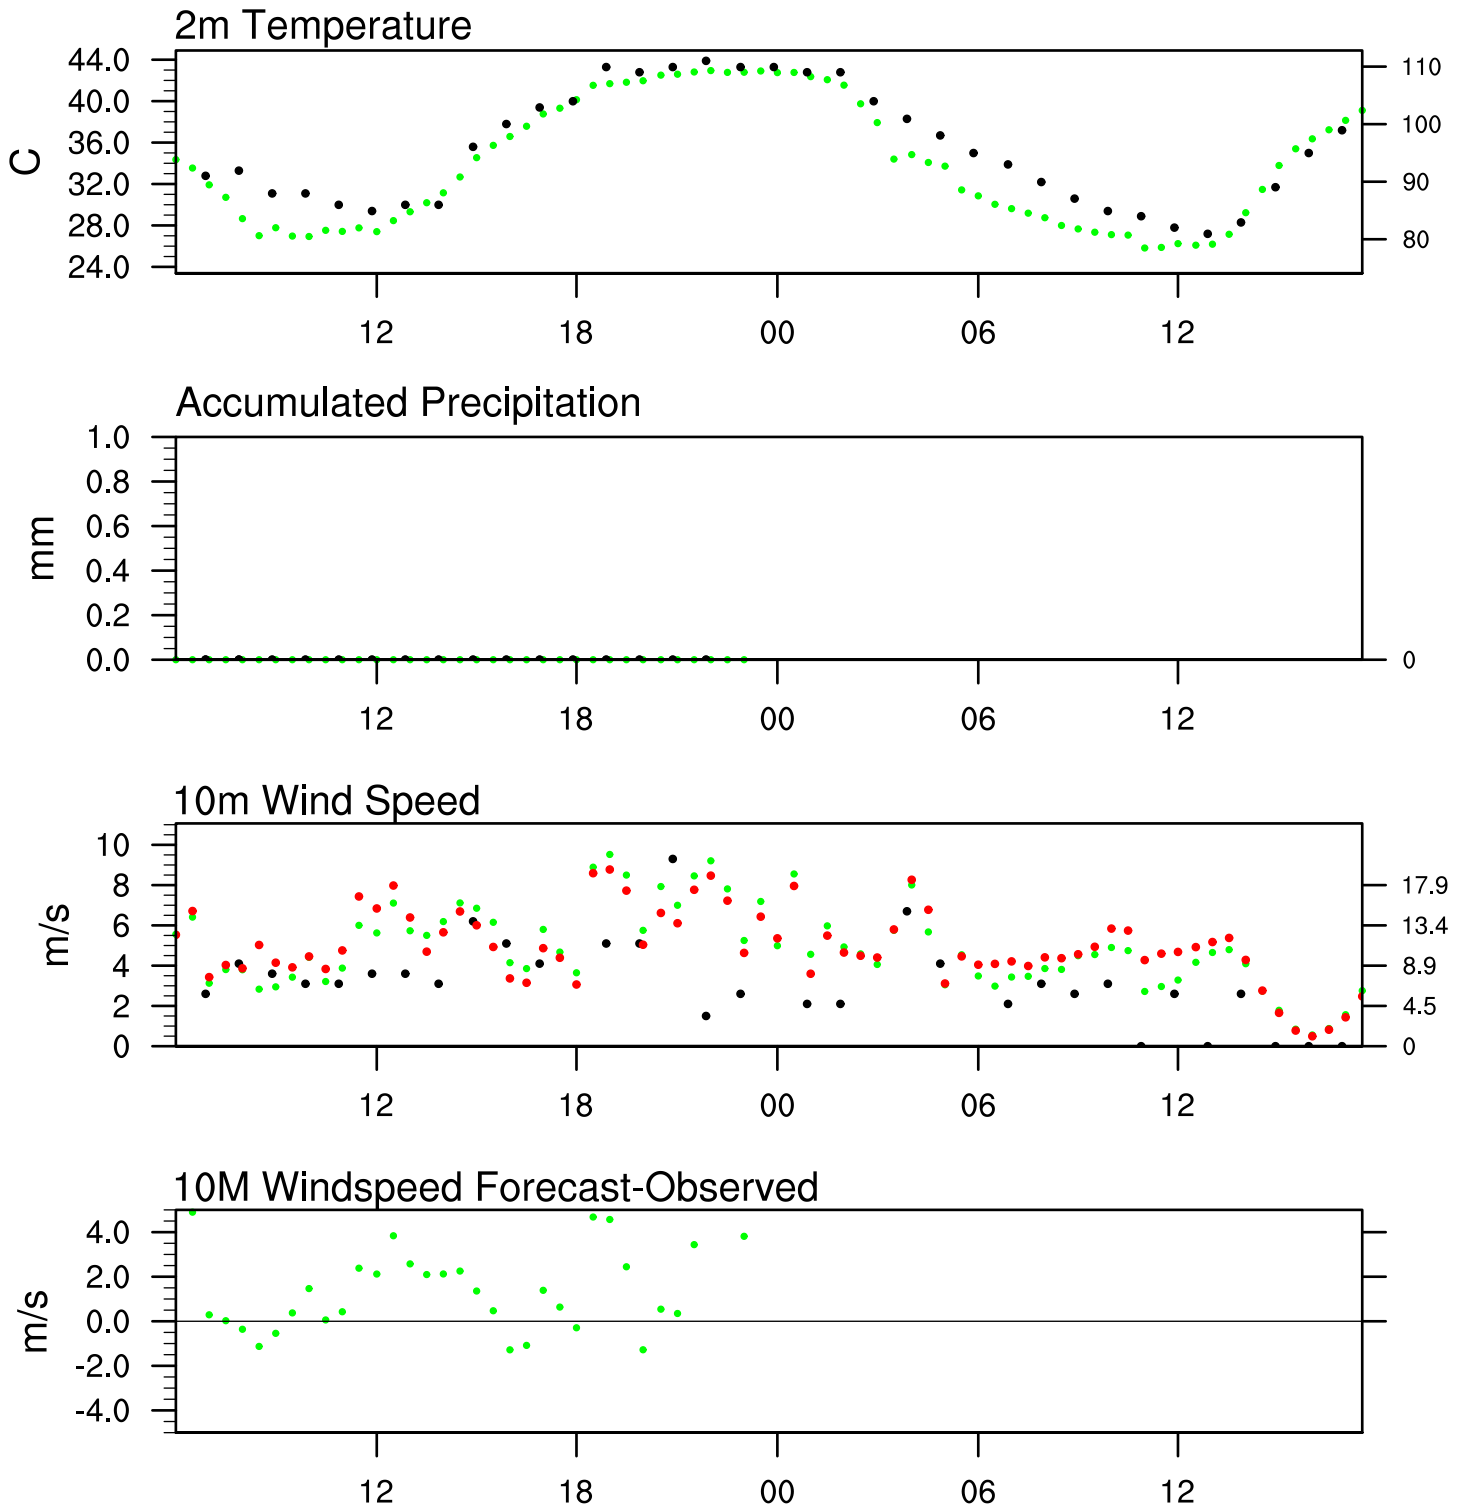 2m Temperature
44.0
40.0
36.0
32.0
28.0
24.0
C
110
100
90
80
12 18 00 06 12
Accumulated Precipitation
1.0
0.8
0.6
0.4
0.2
0.0
mm
0
12 18 00 06 12
10m Wind Speed
10
8
6
4
2
0
m/s
17.9
13.4
8.9
4.5
0
12 18 00 06 12
10M Windspeed Forecast-Observed
4.0
2.0
0.0
-2.0
-4.0
m/s
12 18 00 06 12